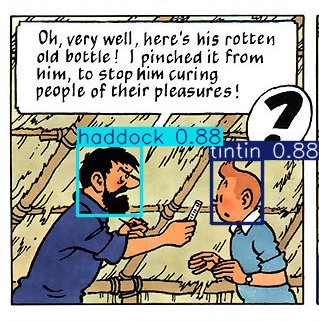 Oh, very well, here's his rotten
old bottle! I pinched it from
him, to stop him curing
people of their pleasures!
?
haddock 0.88
tintin 0.88